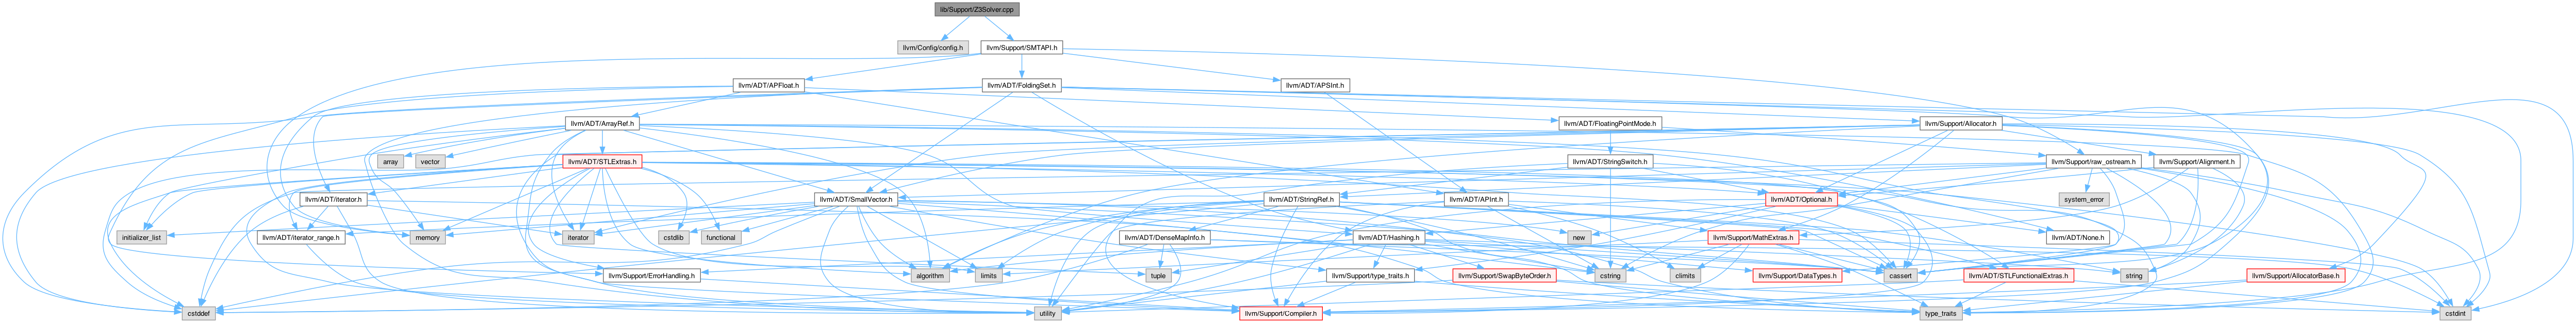 lib/Support/Z3Solver.cpp
llvm/Config/config.h
llvm/Support/SMTAPI.h
llvm/ADT/APFloat.h
llvm/ADT/FoldingSet.h
llvm/ADT/APSInt.h
llvm/ADT/ArrayRef.h
llvm/ADT/FloatingPointMode.h
llvm/Support/Allocator.h
array
vector
llvm/ADT/STLExtras.h
llvm/ADT/StringSwitch.h
llvm/Support/raw_ostream.h
llvm/Support/Alignment.h
llvm/ADT/iterator.h
llvm/ADT/SmallVector.h
llvm/ADT/StringRef.h
llvm/ADT/APInt.h
llvm/ADT/Optional.h
system_error
initializer_list
llvm/ADT/iterator_range.h
memory
iterator
cstdlib
functional
llvm/ADT/DenseMapInfo.h
llvm/ADT/Hashing.h
new
llvm/Support/MathExtras.h
llvm/ADT/None.h
llvm/Support/ErrorHandling.h
algorithm
limits
tuple
llvm/Support/type_traits.h
llvm/Support/SwapByteOrder.h
cstring
climits
llvm/Support/DataTypes.h
cassert
llvm/ADT/STLFunctionalExtras.h
string
llvm/Support/AllocatorBase.h
cstddef
utility
llvm/Support/Compiler.h
type_traits
cstdint